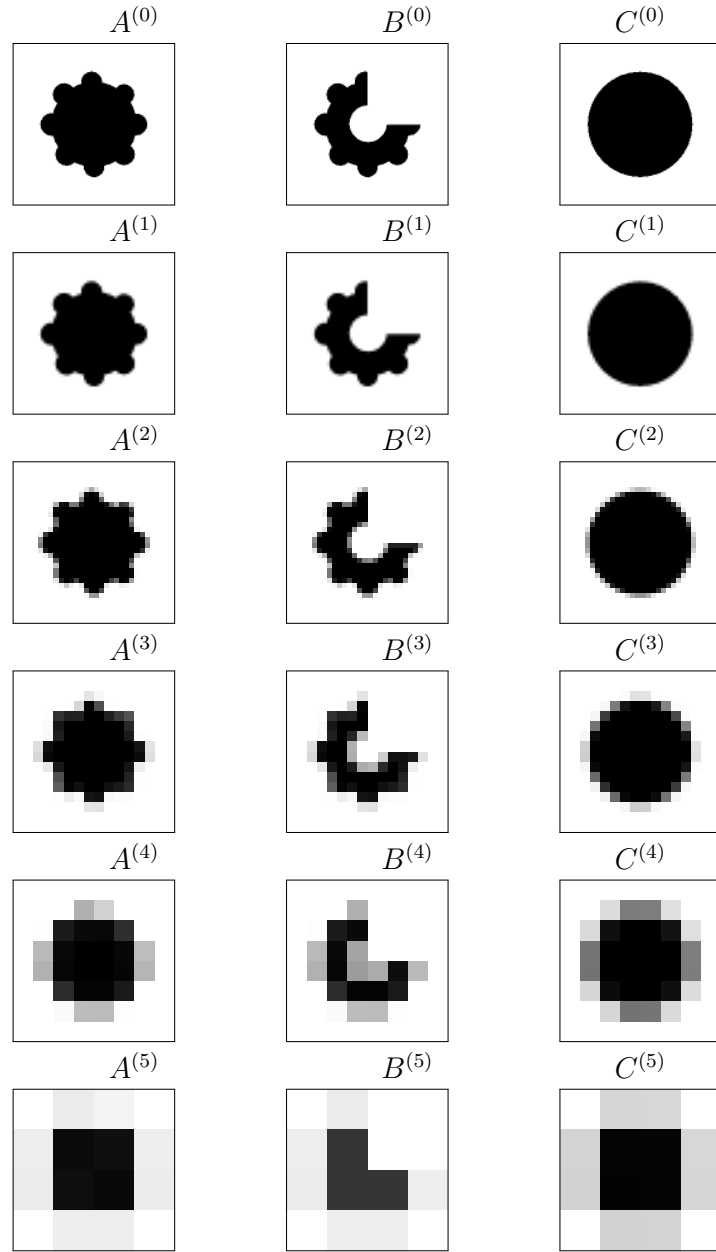 A^{(0)} B^{(0)} C^{(0)}
A^{(1)} B^{(1)} C^{(1)}
A^{(2)} B^{(2)} C^{(2)}
A^{(3)} B^{(3)} C^{(3)}
A^{(4)} B^{(4)} C^{(4)}
A^{(5)} B^{(5)} C^{(5)}